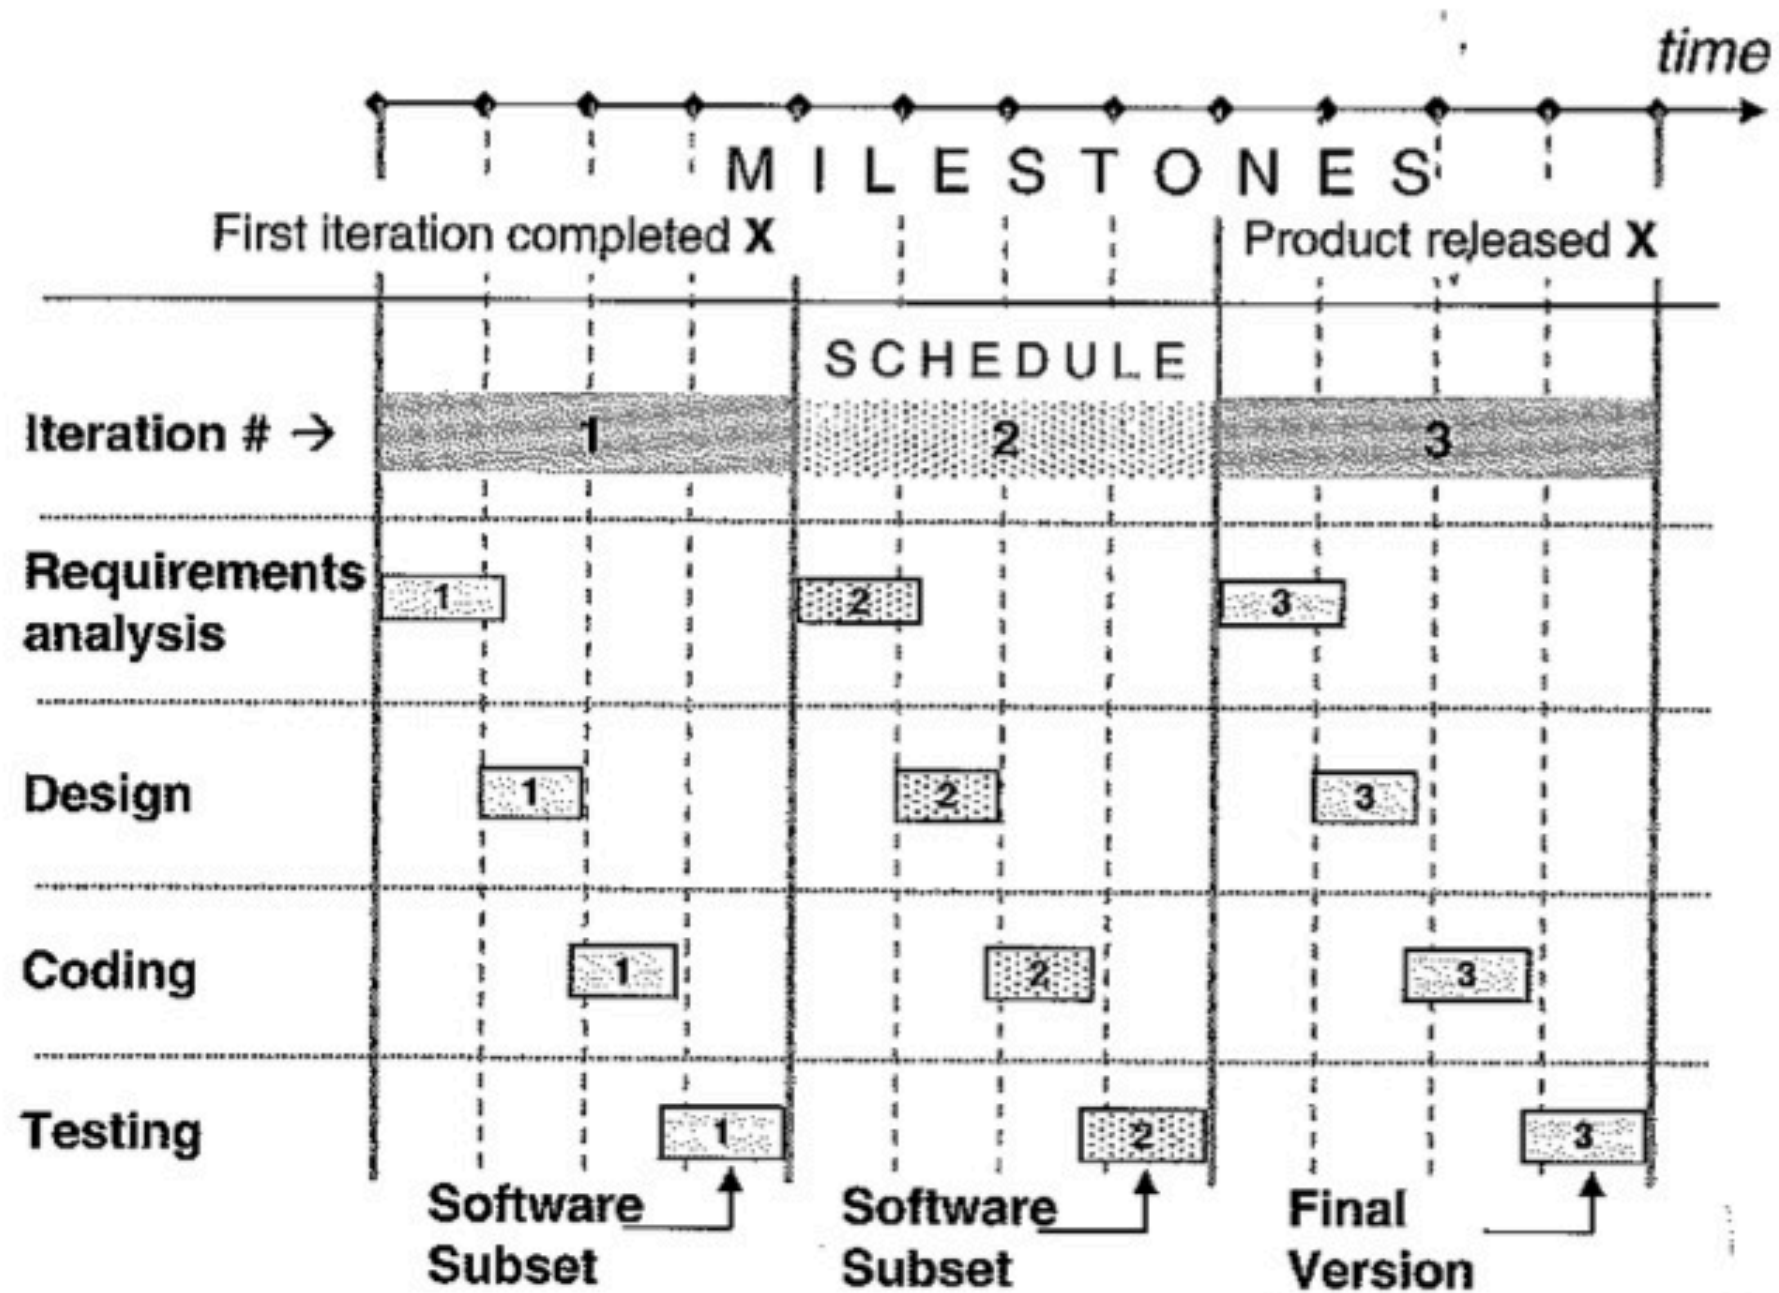 time
MILESTONES
First iteration completed X
Product released X
SCHEDULE
Iteration # →
1
2
3
Requirements
analysis
1
2
3
Design
1
2
3
Coding
1
2
3
Testing
1
2
3
Software
Subset
Software
Subset
Final
Version